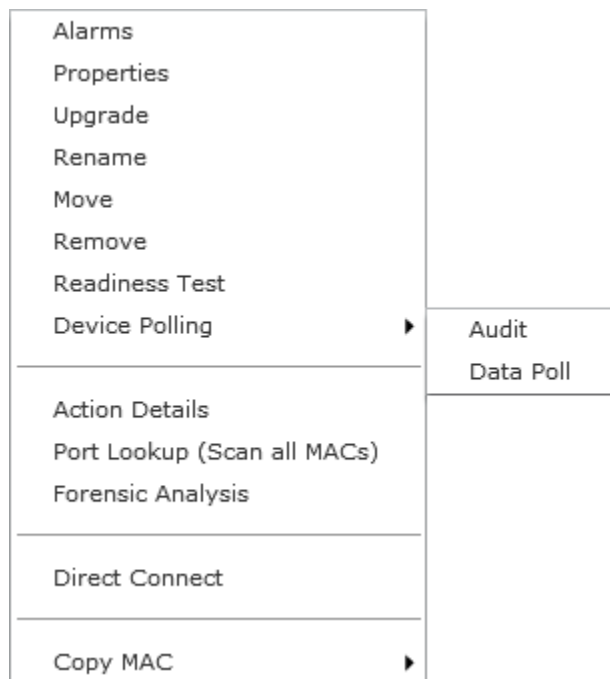 Alarms
Properties
Upgrade
Rename
Move
Remove
Readiness Test
Device Polling
Audit
Data Poll
Action Details
Port Lookup (Scan all MACs)
Forensic Analysis
Direct Connect
Copy MAC